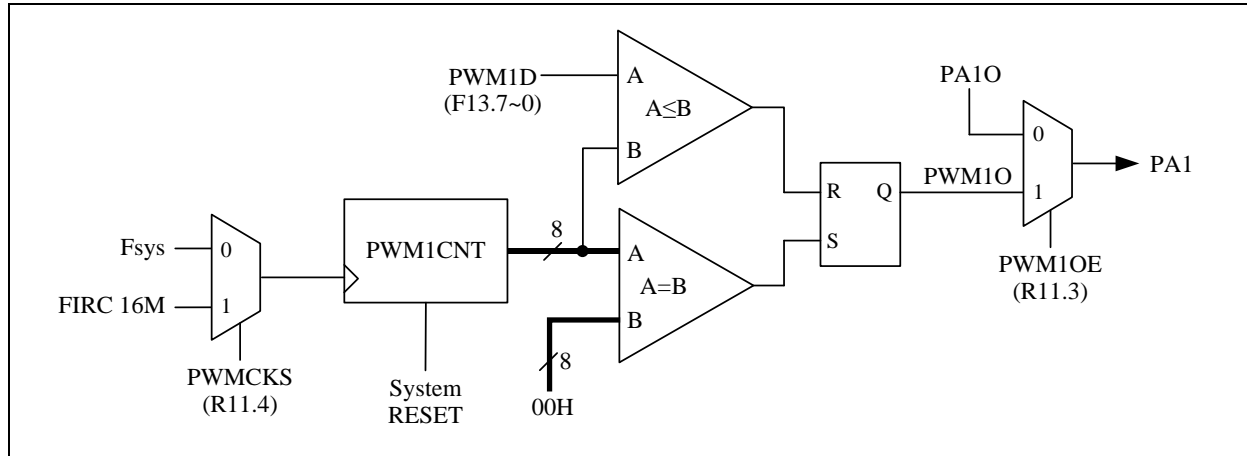 PWM1D
(F13.7~0)
A
A≤B
B
PA1O
0
1
PA1
R
Q
PWM1O
S
Fsys
0
FIRC 16M
1
PWM1CNT
8
A
A=B
B
8
00H
PWMCKS
(R11.4)
System
RESET
PWM1OE
(R11.3)